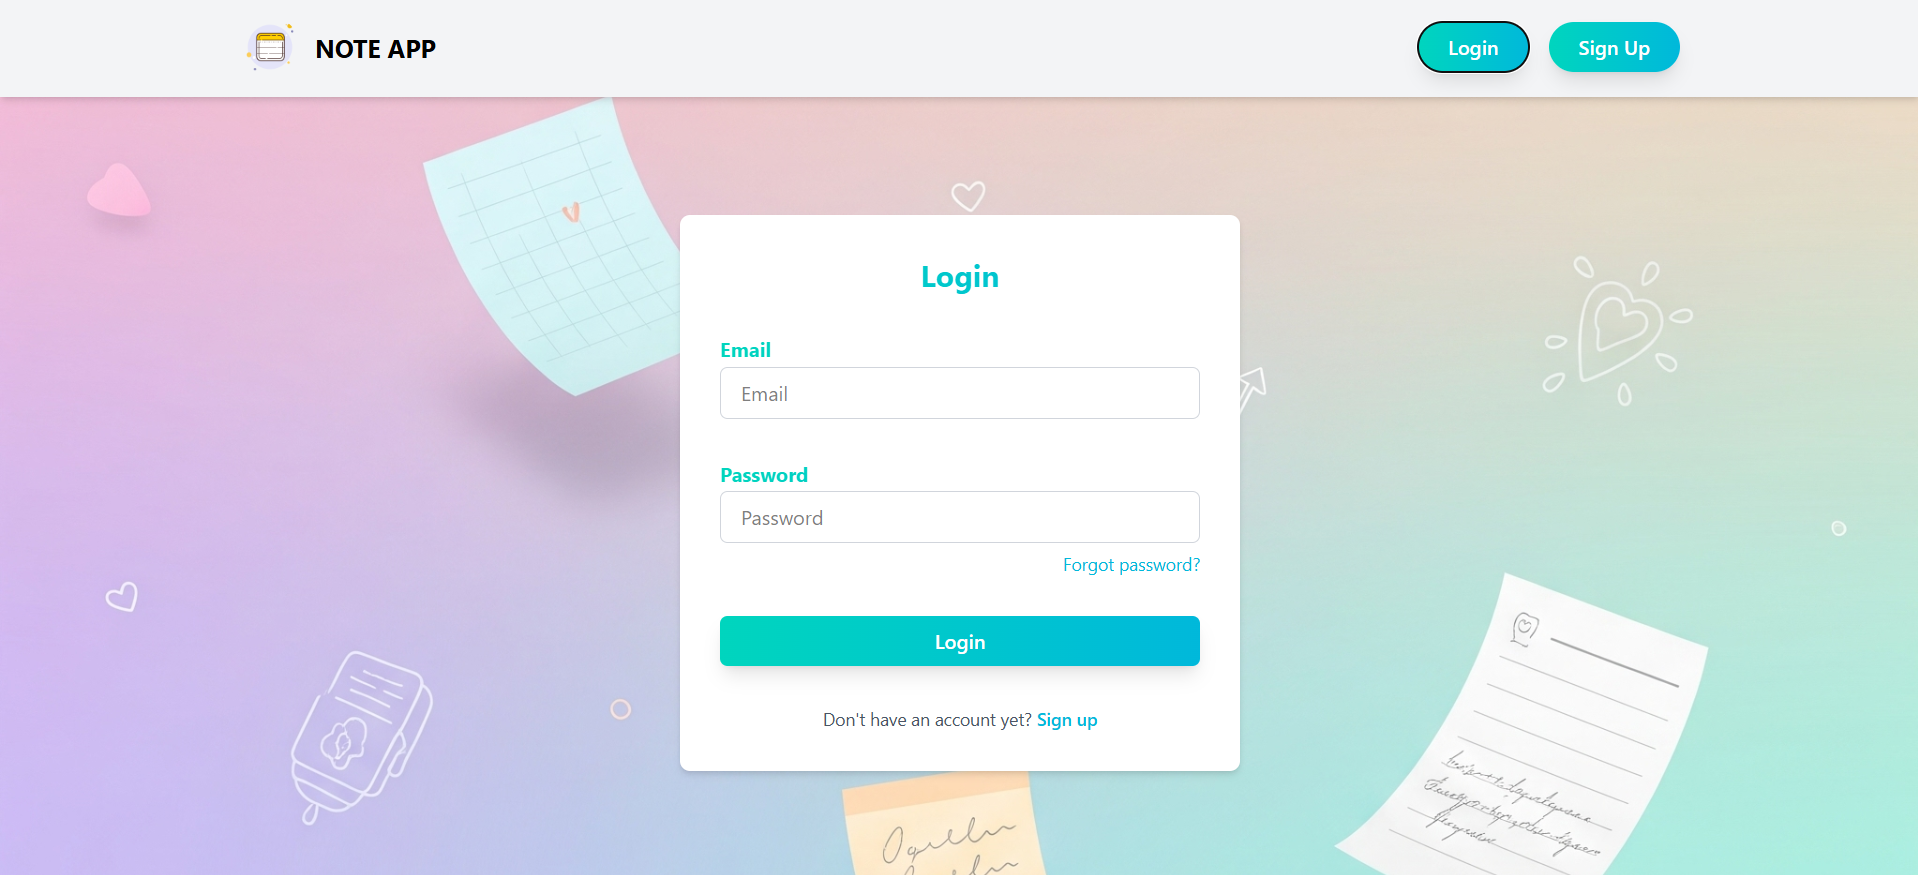 NOTE APP
Login
Sign Up
Login
Email
Email
Password
Password
Forgot password?
Login
Don't have an account yet? Sign up